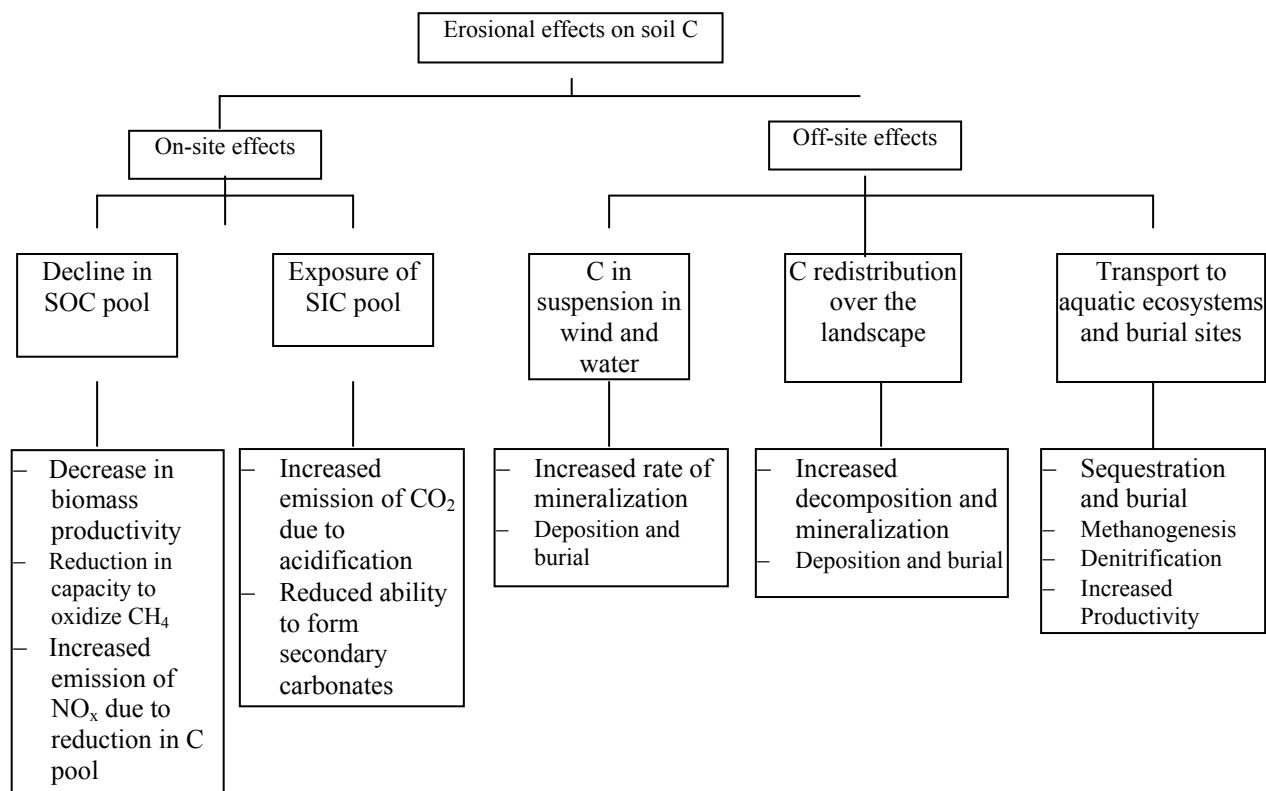 Erosional effects on soil C
On-site effects
Off-site effects
Decline in
SOC pool
Exposure of
SIC pool
C in
suspension in
wind and
water
C redistribution
over the
landscape
Transport to
aquatic ecosystems
and burial sites
– Decrease in
biomass
productivity
– Reduction in
capacity to
oxidize CH₄
– Increased
emission of
NOₓ due to
reduction in C
pool
– Increased
emission of CO₂
due to
acidification
– Reduced ability
to form
secondary
carbonates
– Increased rate of
mineralization
– Deposition and
burial
– Increased
decomposition and
mineralization
– Deposition and burial
– Sequestration
and burial
– Methanogenesis
– Denitrification
– Increased
Productivity